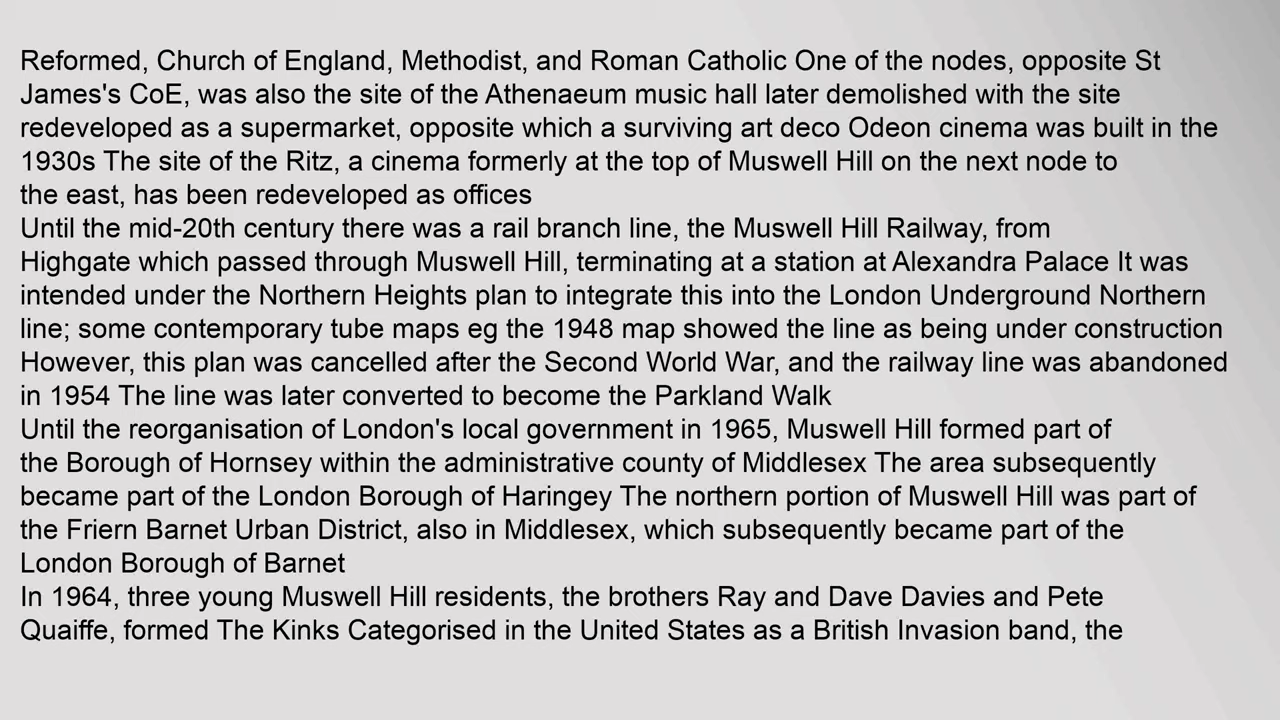 Reformed, Church of England, Methodist, and Roman Catholic One of the nodes, opposite St
James's CoE, was also the site of the Athenaeum music hall later demolished with the site
redeveloped as a supermarket, opposite which a surviving art deco Odeon cinema was built in the
1930s The site of the Ritz, a cinema formerly at the top of Muswell Hill on the next node to
the east, has been redeveloped as offices
Until the mid-20th century there was a rail branch line, the Muswell Hill Railway, from
Highgate which passed through Muswell Hill, terminating at a station at Alexandra Palace It was
intended under the Northern Heights plan to integrate this into the London Underground Northern
line; some contemporary tube maps eg the 1948 map showed the line as being under construction
However, this plan was cancelled after the Second World War, and the railway line was abandoned
in 1954 The line was later converted to become the Parkland Walk
Until the reorganisation of London's local government in 1965, Muswell Hill formed part of
the Borough of Hornsey within the administrative county of Middlesex The area subsequently
became part of the London Borough of Haringey The northern portion of Muswell Hill was part of
the Friern Barnet Urban District, also in Middlesex, which subsequently became part of the
London Borough of Barnet
In 1964, three young Muswell Hill residents, the brothers Ray and Dave Davies and Pete
Quaiffe, formed The Kinks Categorised in the United States as a British Invasion band, the